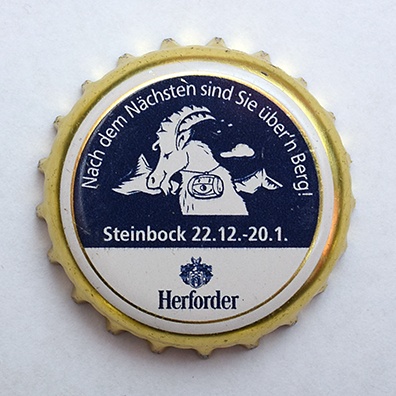 Nach dem Nächsten sind Sie über'n Berg!
Steinbock 22.12.-20.1.
Herforder